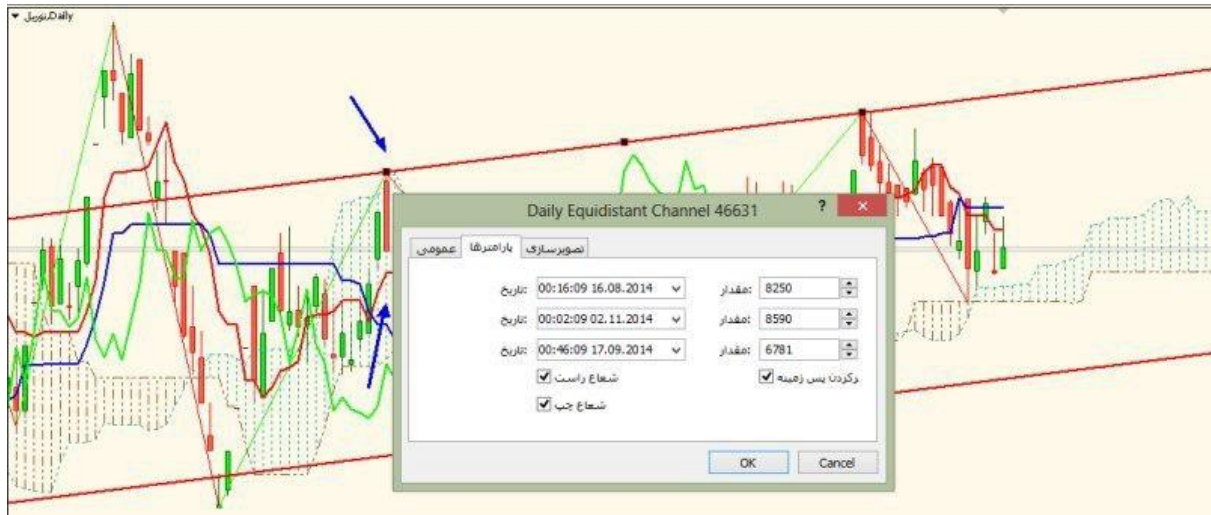 نوریل,Daily
Daily Equidistant Channel 46631
?
عمومی پارامترها تصویرسازی
تاریخ: 00:16:09 16.08.2014 مقدار: 8250
تاریخ: 00:02:09 02.11.2014 مقدار: 8590
تاریخ: 00:46:09 17.09.2014 مقدار: 6781
شعاع راست رکردن پس زمینه
شعاع چپ
OK Cancel